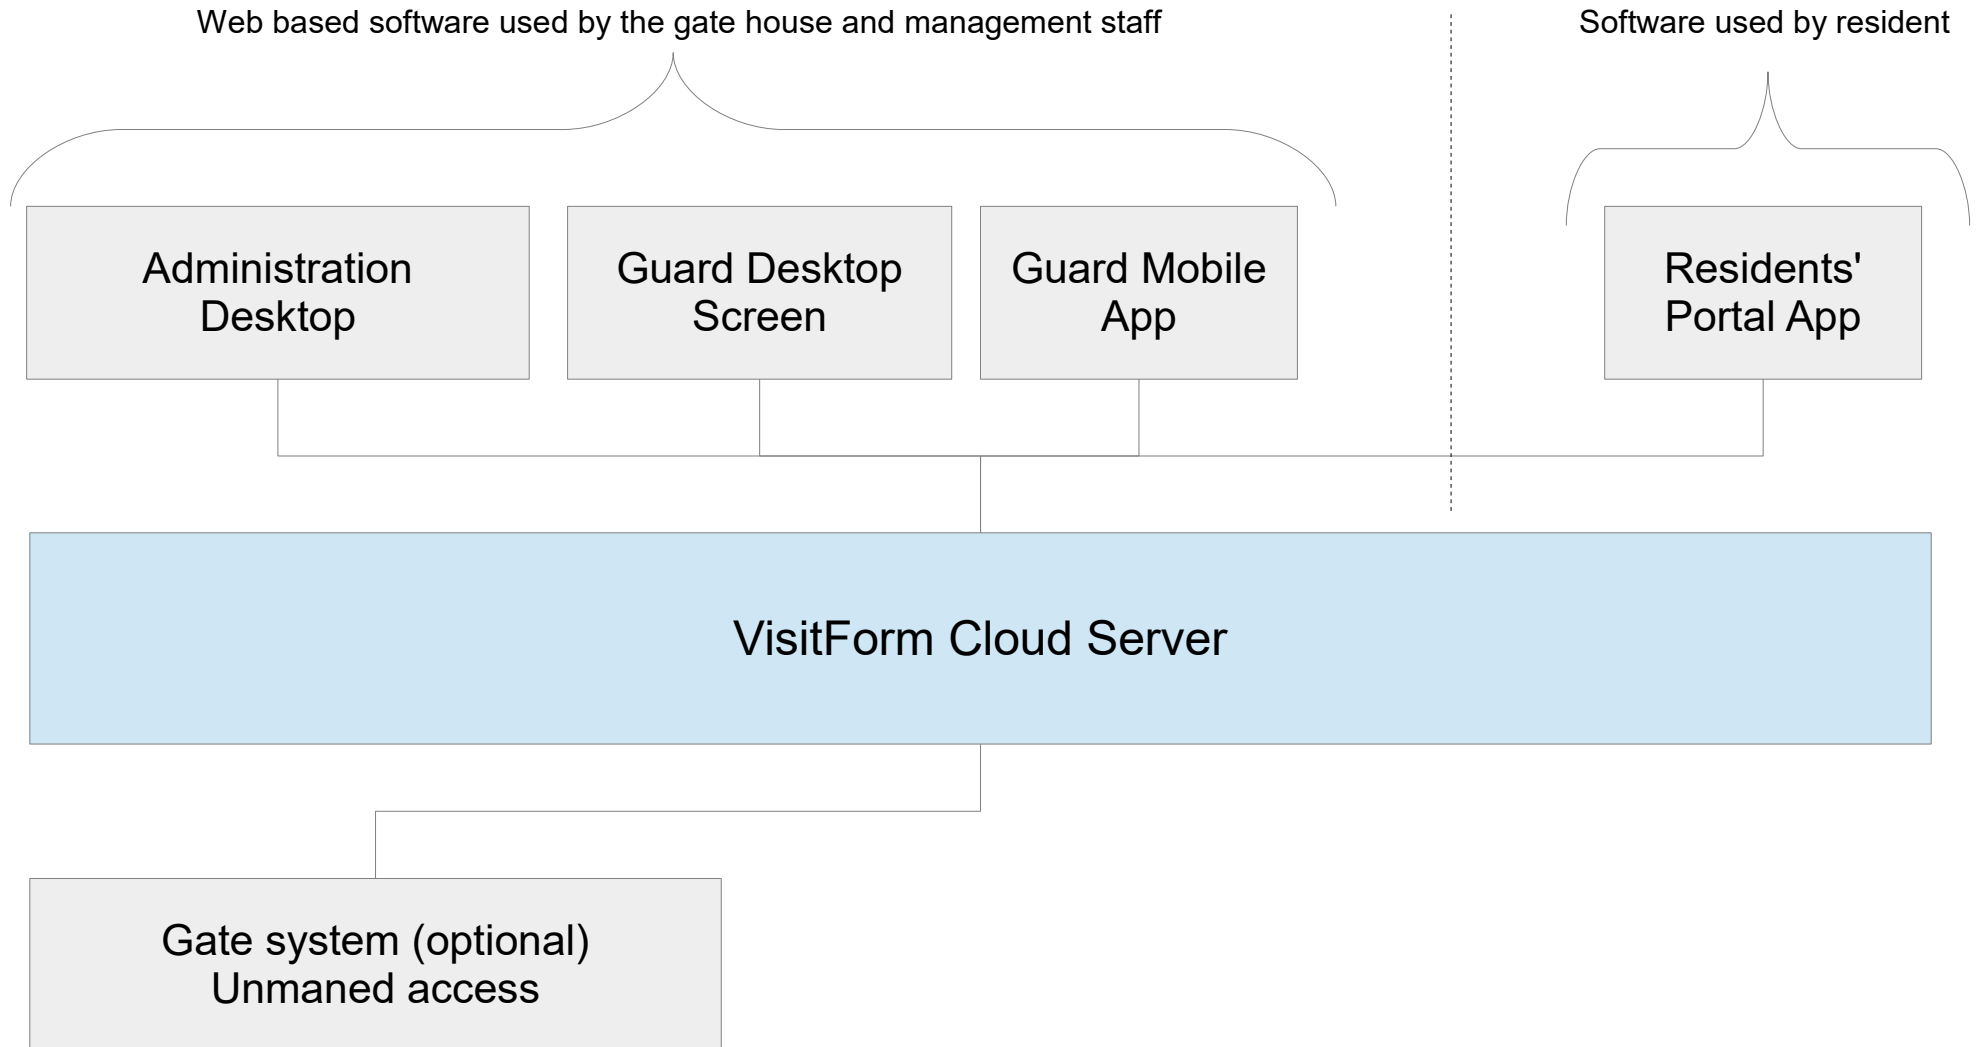 Web based software used by the gate house and management staff
Software used by resident
Administration
Desktop
Guard Desktop
Screen
Guard Mobile
App
Residents'
Portal App
VisitForm Cloud Server
Gate system (optional)
Unmaned access